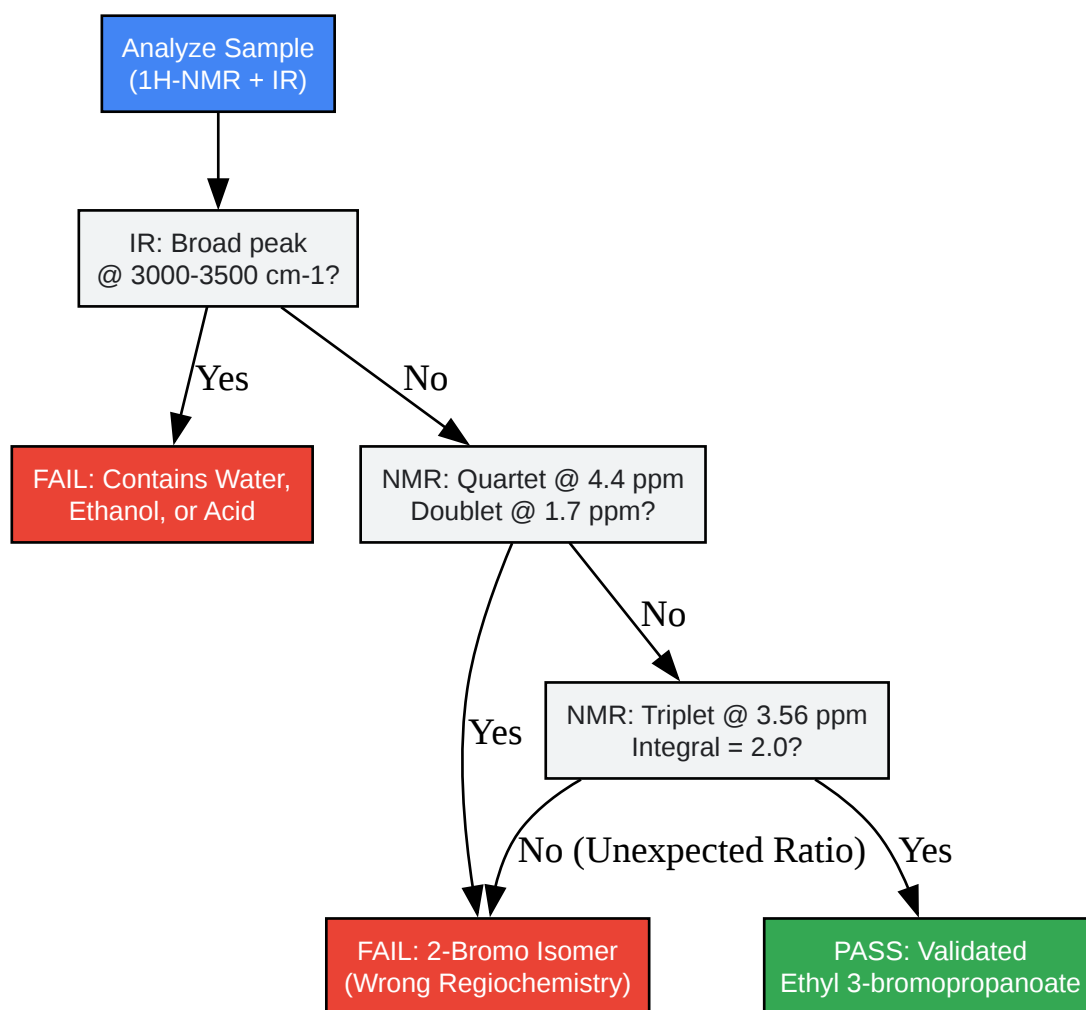 Analyze Sample
(1H-NMR + IR)
IR: Broad peak
@ 3000-3500 cm-1?
Yes
No
FAIL: Contains Water,
Ethanol, or Acid
NMR: Quartet @ 4.4 ppm
Doublet @ 1.7 ppm?
No
Yes
NMR: Triplet @ 3.56 ppm
Integral = 2.0?
No (Unexpected Ratio)
Yes
FAIL: 2-Bromo Isomer
(Wrong Regiochemistry)
PASS: Validated
Ethyl 3-bromopropanoate